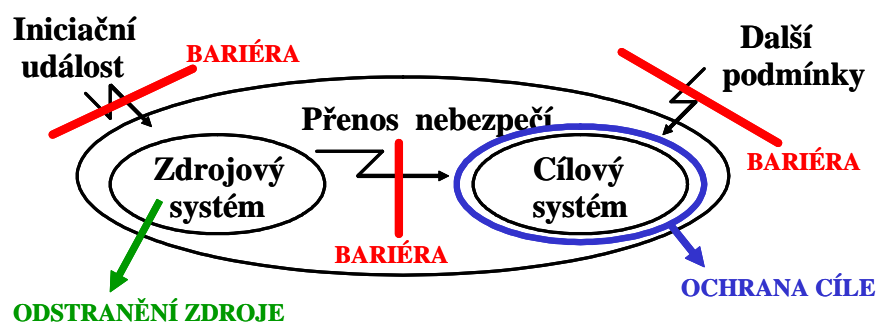 Iniciační
událost
BARIÉRA
Další
podmínky
BARIÉRA
Přenos nebezpečí
Zdrojový
systém
Cílový
systém
BARIÉRA
OCHRANA CÍLE
ODSTRANĚNÍ ZDROJE